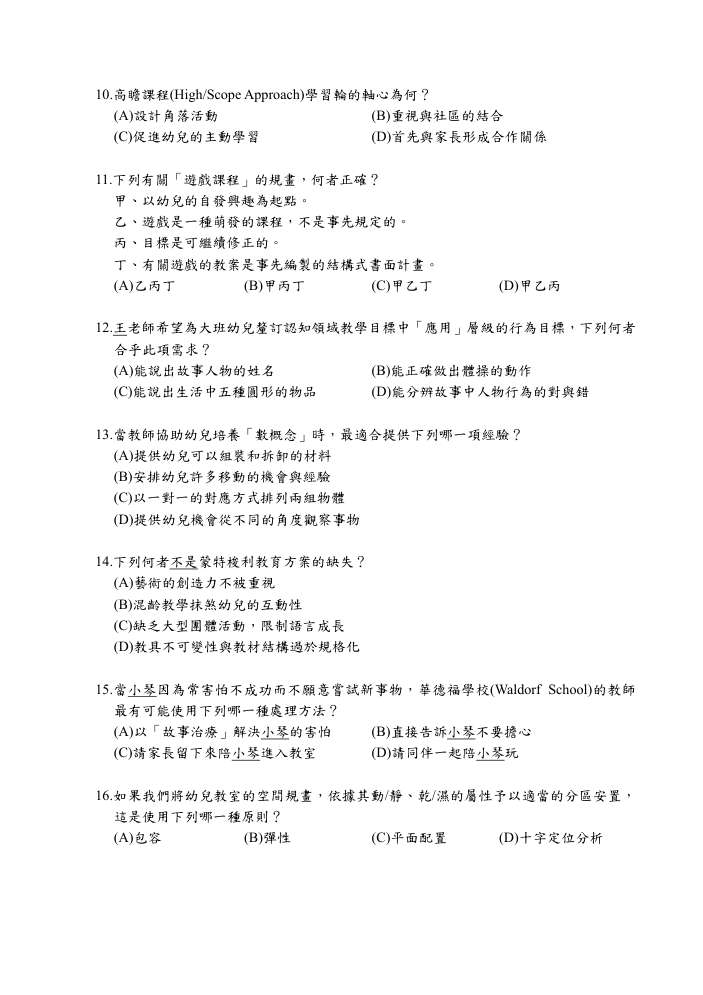 10.高瞻課程(High/Scope Approach)學習輪的軸心為何？
(A)設計角落活動 (B)重視與社區的結合
(C)促進幼兒的主動學習 (D)首先與家長形成合作關係
11.下列有關「遊戲課程」的規畫，何者正確？
甲、以幼兒的自發興趣為起點。
乙、遊戲是一種萌發的課程，不是事先規定的。
丙、目標是可繼續修正的。
丁、有關遊戲的教案是事先編製的結構式書面計畫。
(A)乙丙丁 (B)甲丙丁 (C)甲乙丁 (D)甲乙丙
12.王老師希望為大班幼兒釐訂認知領域教學目標中「應用」層級的行為目標，下列何者
合乎此項需求？
(A)能說出故事人物的姓名 (B)能正確做出體操的動作
(C)能說出生活中五種圓形的物品 (D)能分辨故事中人物行為的對與錯
13.當教師協助幼兒培養「數概念」時，最適合提供下列哪一項經驗？
(A)提供幼兒可以組裝和拆卸的材料
(B)安排幼兒許多移動的機會與經驗
(C)以一對一的對應方式排列兩組物體
(D)提供幼兒機會從不同的角度觀察事物
14.下列何者不是蒙特梭利教育方案的缺失？
(A)藝術的創造力不被重視
(B)混齡教學抹煞幼兒的互動性
(C)缺乏大型團體活動，限制語言成長
(D)教具不可變性與教材結構過於規格化
15.當小琴因為常害怕不成功而不願意嘗試新事物，華德福學校(Waldorf School)的教師
最有可能使用下列哪一種處理方法？
(A)以「故事治療」解決小琴的害怕 (B)直接告訴小琴不要擔心
(C)請家長留下來陪小琴進入教室 (D)請同伴一起陪小琴玩
16.如果我們將幼兒教室的空間規畫，依據其動/靜、乾/濕的屬性予以適當的分區安置，
這是使用下列哪一種原則？
(A)包容 (B)彈性 (C)平面配置 (D)十字定位分析